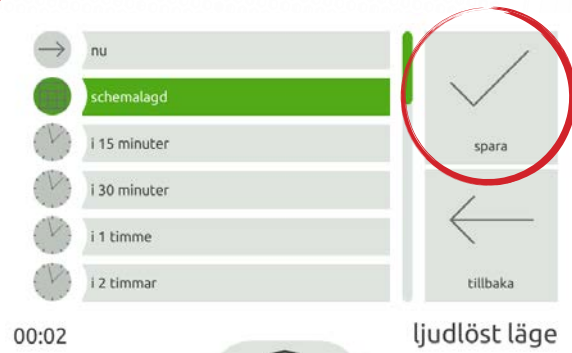 nu
schemalagd
i 15 minuter
i 30 minuter
i 1 timme
i 2 timmar
spara
tillbaka
00:02
ljudlöst läge